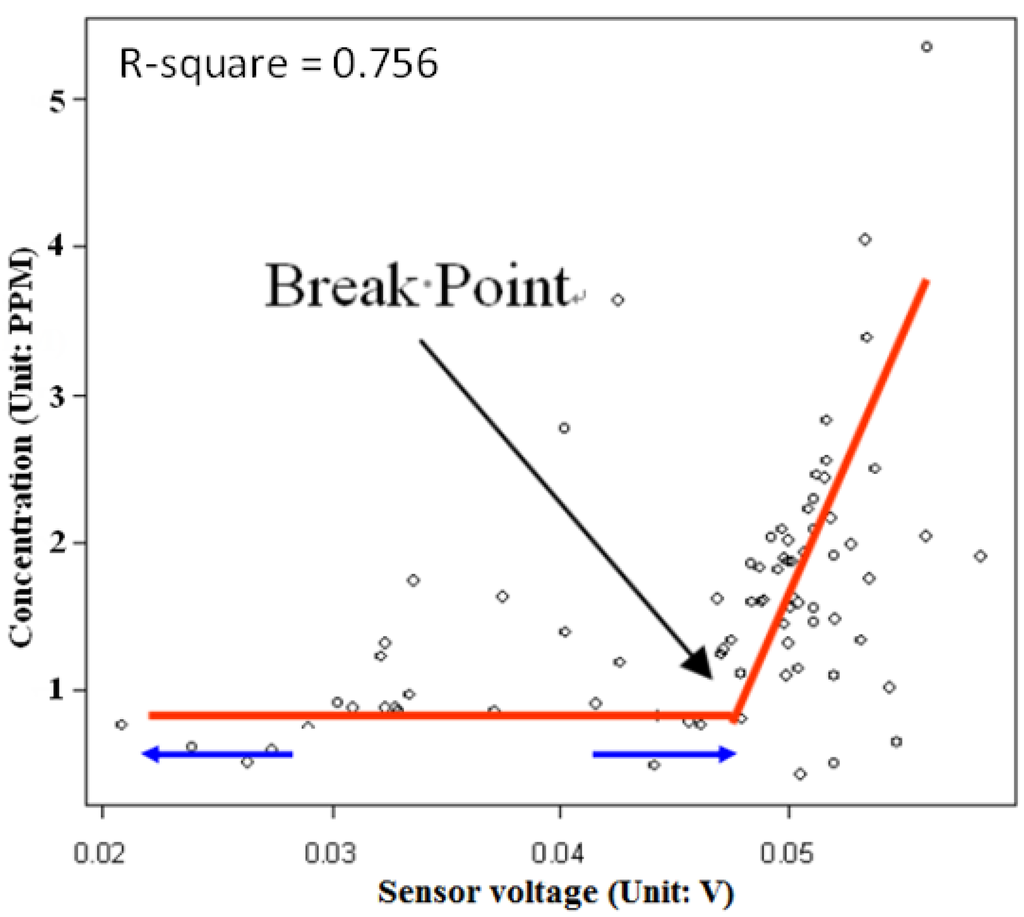 R-square = 0.756
5
4
3
2
1
Concentration (Unit: PPM)
Break·Point↵
0.02 0.03 0.04 0.05
Sensor voltage (Unit: V)